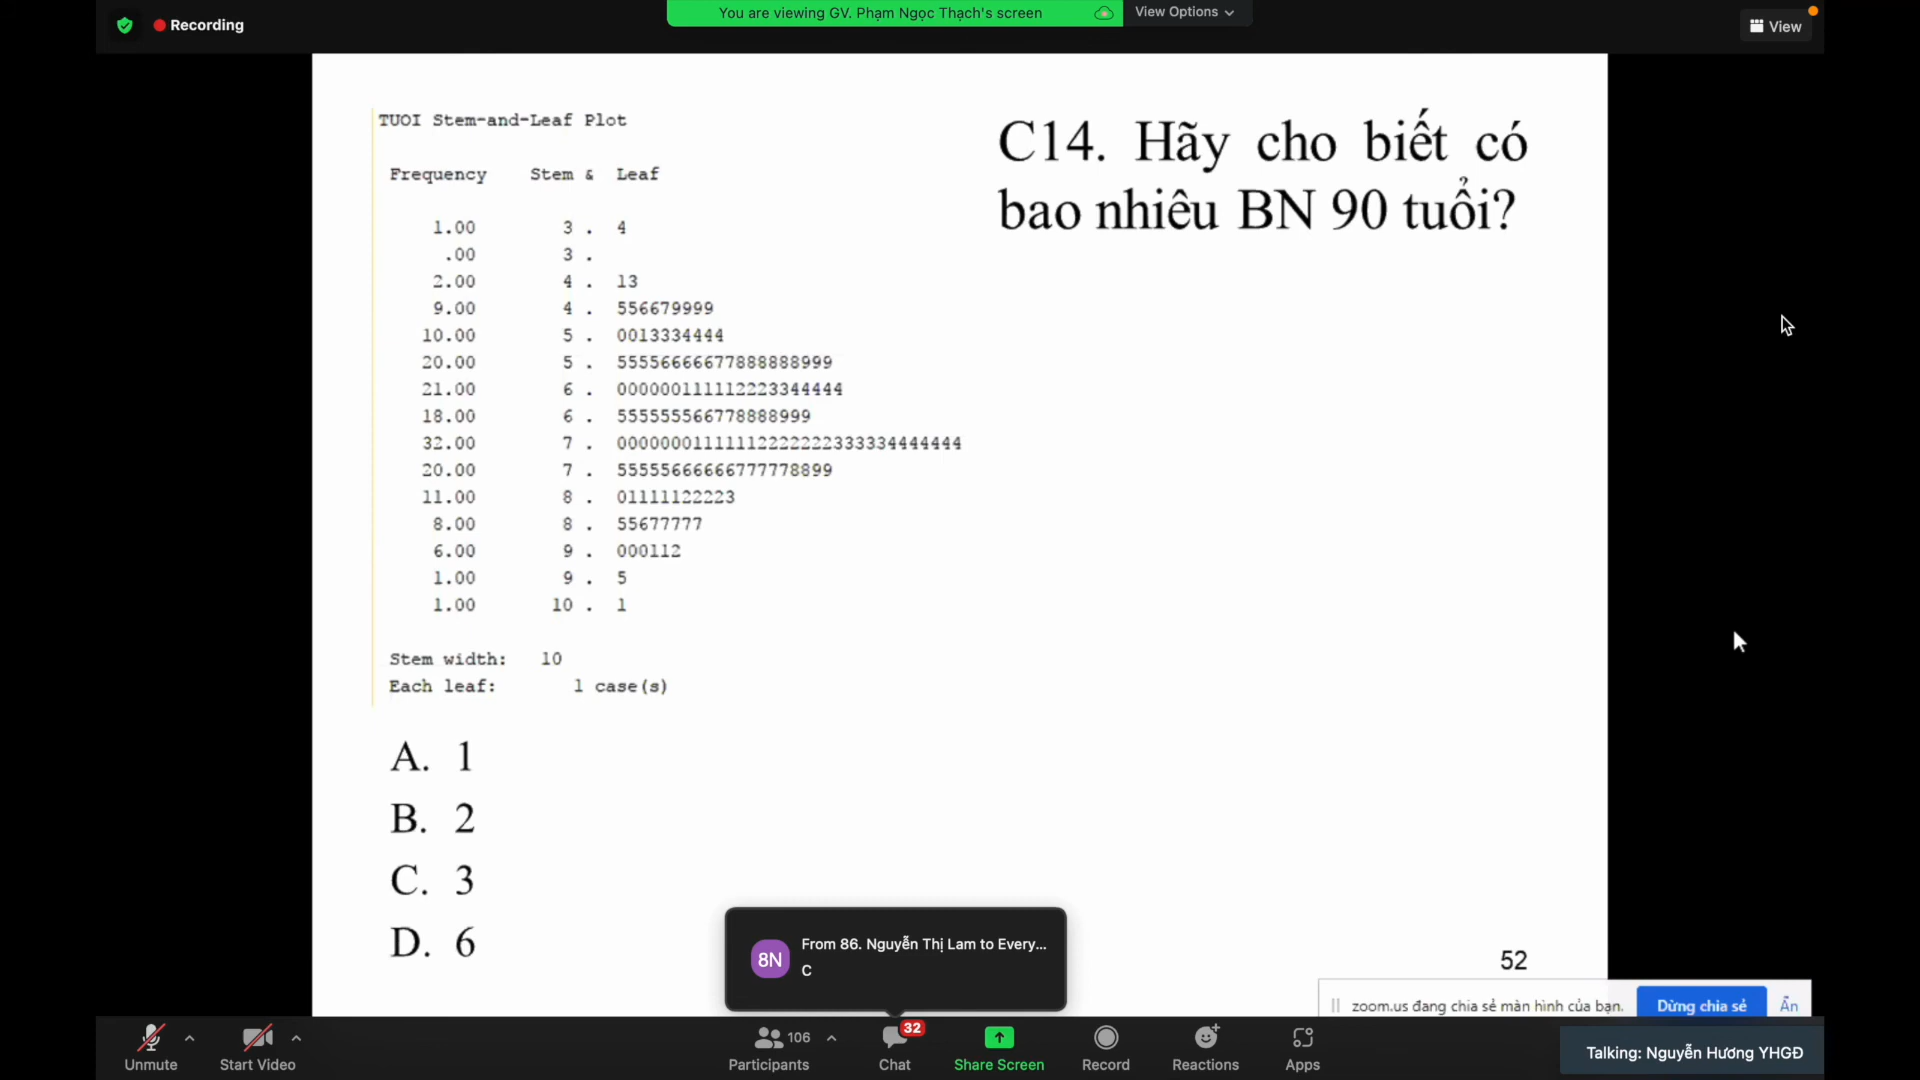 Recording
You are viewing GV. Phạm Ngọc Thạch's screen
View Options
View
TUOI Stem-and-Leaf Plot
Frequency Stem & Leaf
1.00 3 . 4
.00 3 .
2.00 4 . 13
9.00 4 . 556679999
10.00 5 . 0013334444
20.00 5 . 55556666677888888999
21.00 6 . 000000111112223344444
18.00 6 . 555555566778888999
32.00 7 . 00000001111111222222233333444444
20.00 7 . 55555666666777778899
11.00 8 . 01111122223
8.00 8 . 55677777
6.00 9 . 000112
1.00 9 . 5
1.00 10 . 1
Stem width: 10
Each leaf: 1 case(s)
C14. Hãy cho biết có
bao nhiêu BN 90 tuổi?
A. 1
B. 2
C. 3
D. 6
52
From 86. Nguyễn Thị Lam to Every...
8N
C
zoom.us đang chia sẻ màn hình của bạn.
Dừng chia sẻ
Ẩn
Unmute
Start Video
106
Participants
32
Chat
Share Screen
Record
Reactions
Apps
Talking: Nguyễn Hương YHGĐ